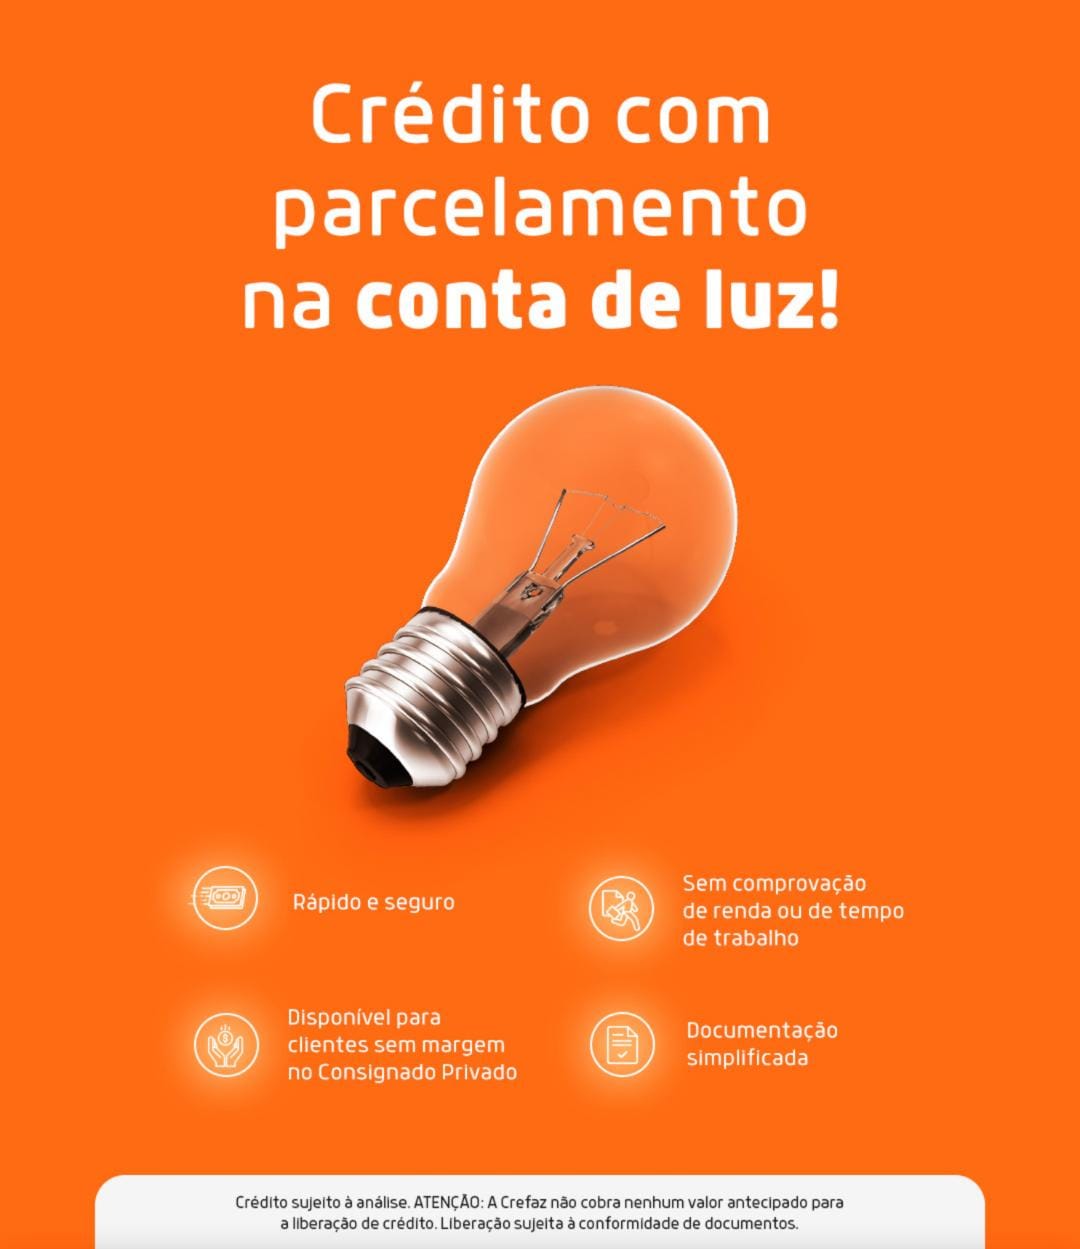 Crédito com
parcelamento
na conta de luz!
Rápido e seguro
Sem comprovação
de renda ou de tempo
de trabalho
Disponível para
clientes sem margem
no Consignado Privado
Documentação
simplificada
Crédito sujeito à análise. ATENÇÃO: A Crefaz não cobra nenhum valor antecipado para
a liberação de crédito. Liberação sujeita à conformidade de documentos.